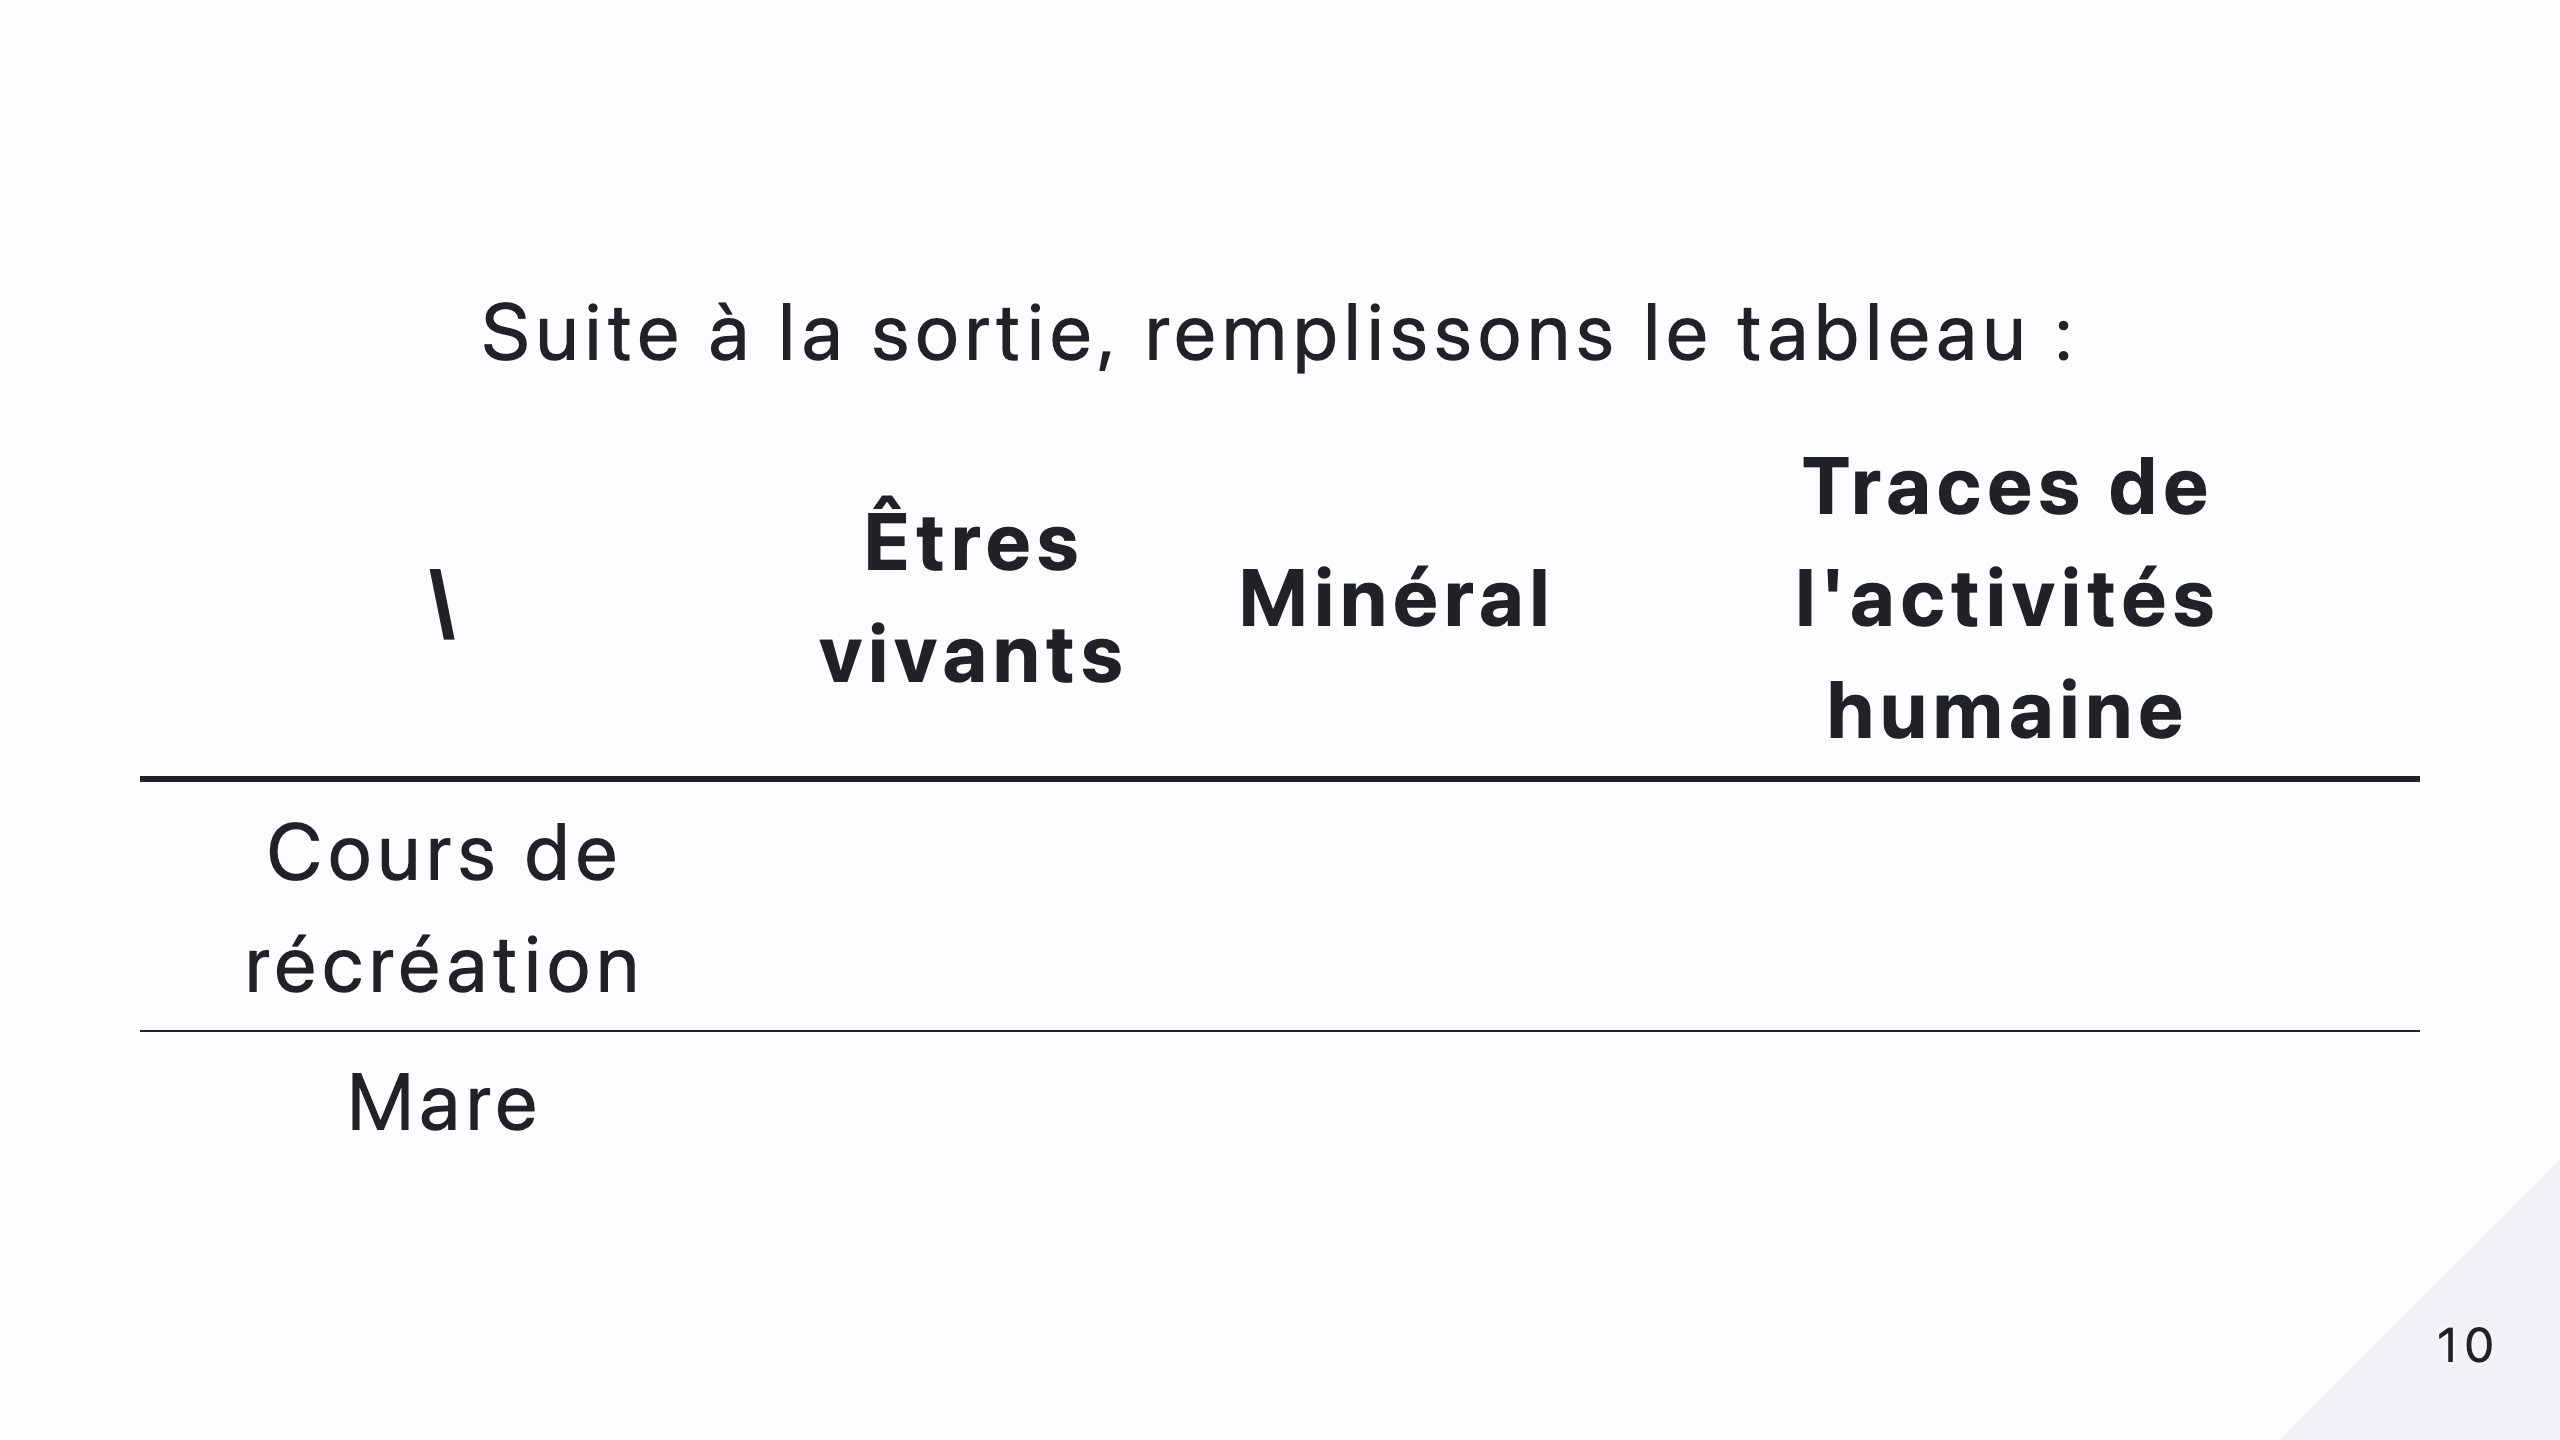 Suite à la sortie, remplissons le tableau :
\
Êtres
vivants
Minéral
Traces de
l'activités
humaine
Cours de
récréation
Mare
10